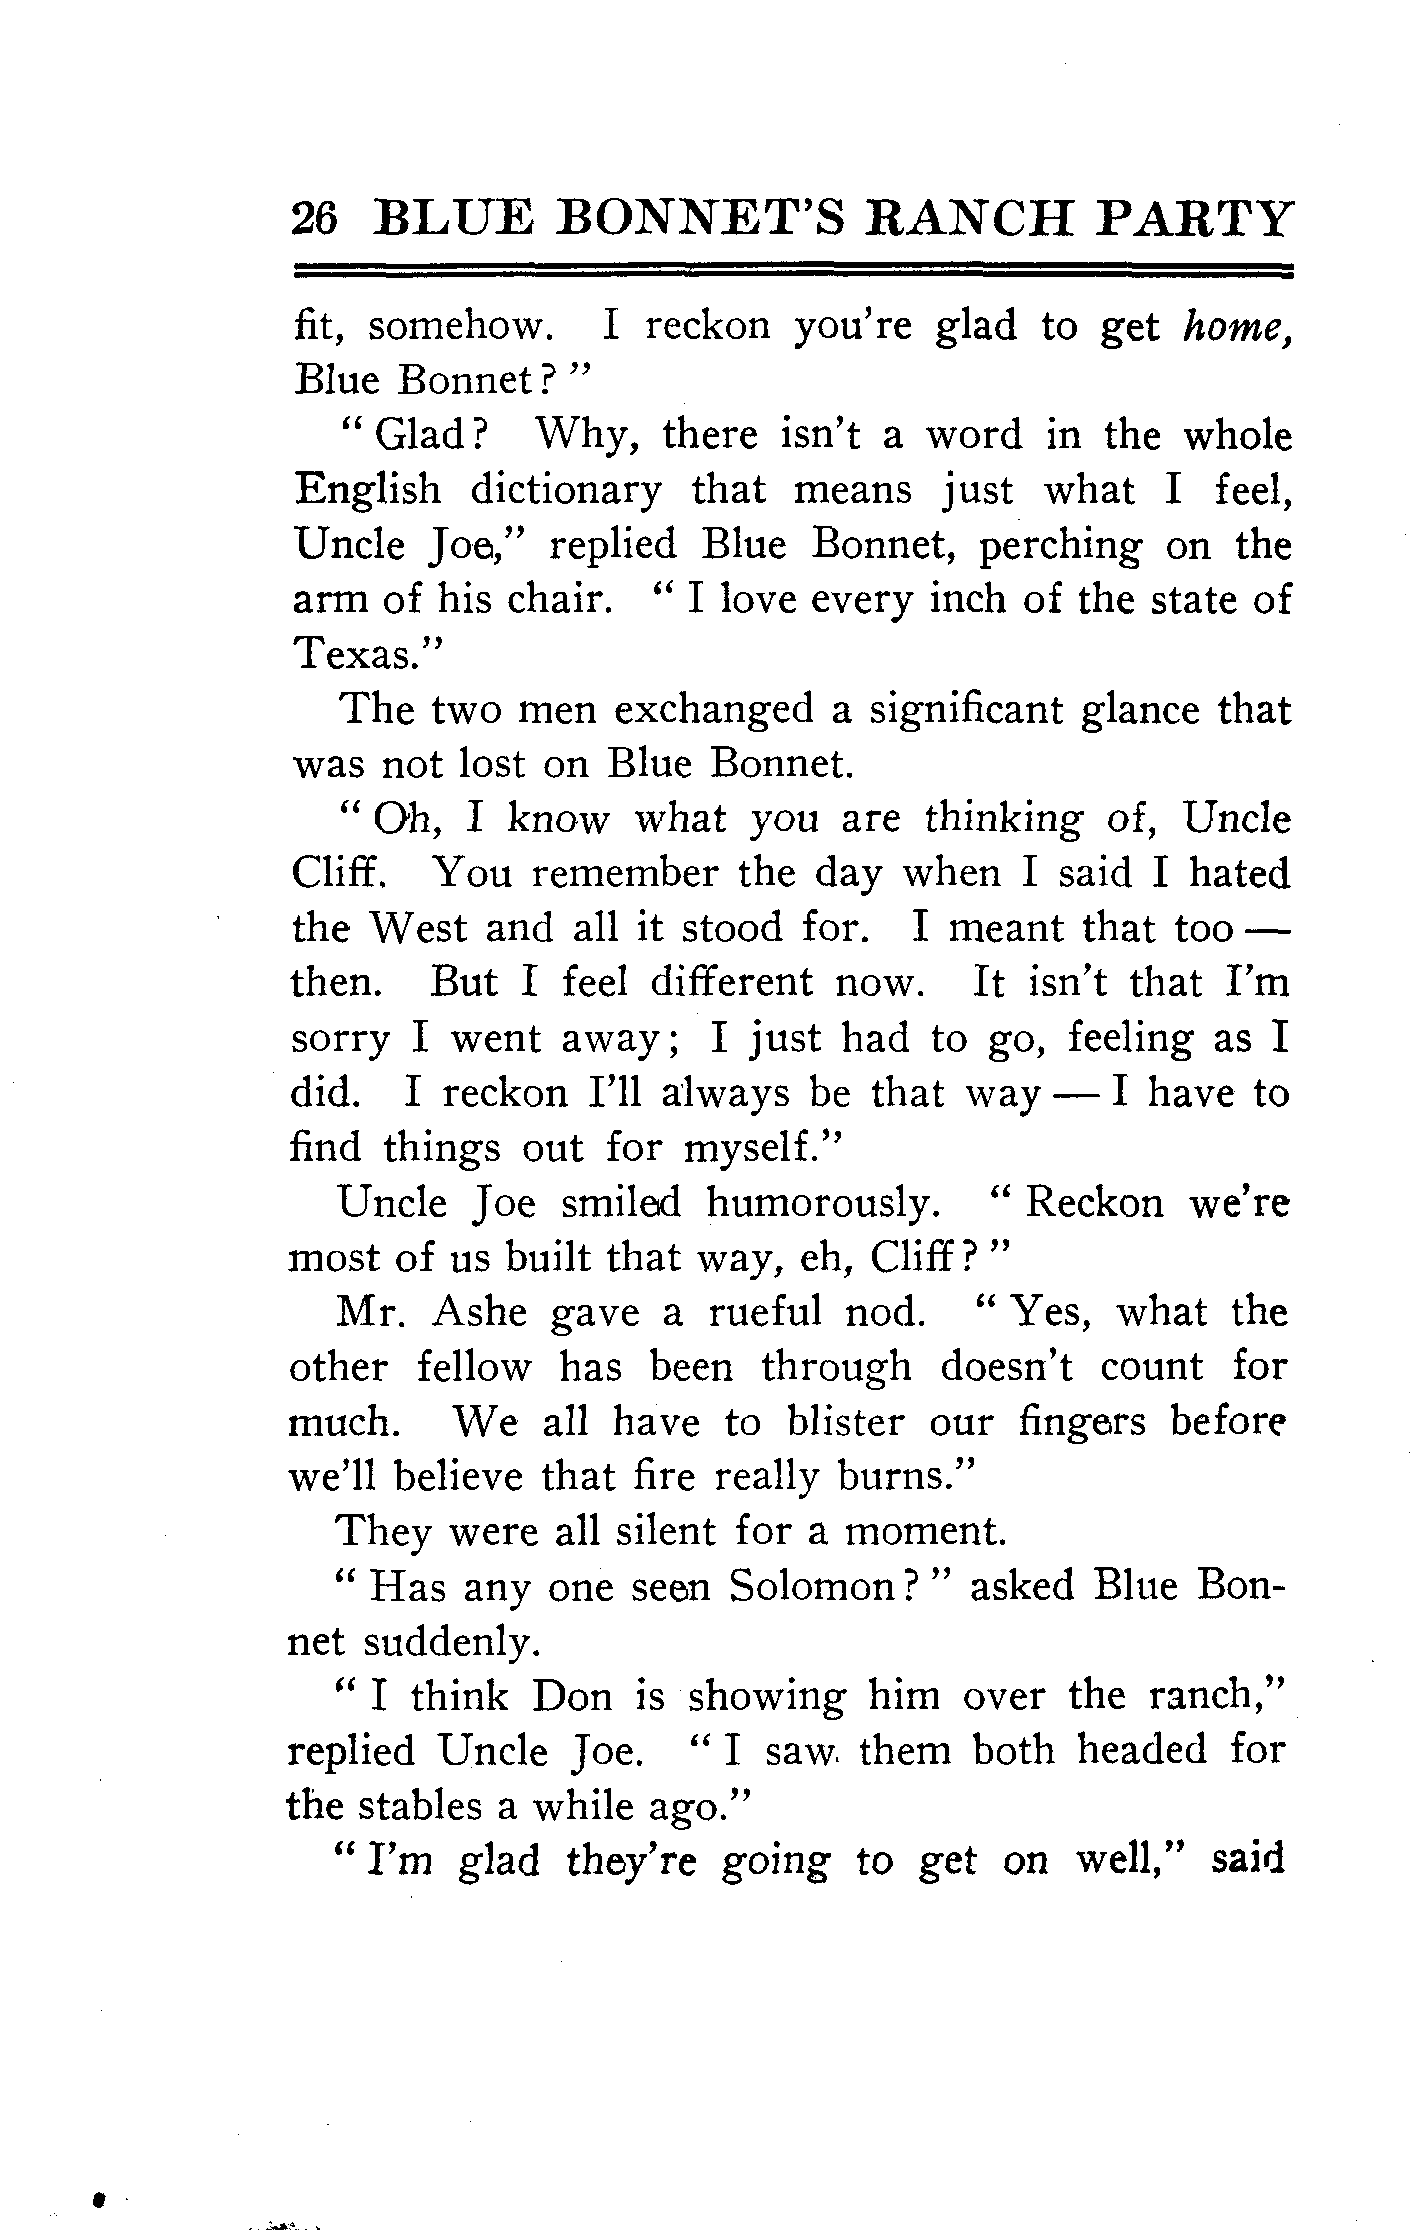 26 BLUE BONNET'S RANCH PARTY
fit, somehow. I reckon you're glad to get home,
Blue Bonnet?"
"Glad? Why, there isn't a word in the whole
English dictionary that means just what I feel,
Uncle Joe," replied Blue Bonnet, perching on the
arm of his chair. "I love every inch of the state of
Texas."
The two men exchanged a significant glance that
was not lost on Blue Bonnet.
"Oh, I know what you are thinking of, Uncle
Cliff. You remember the day when I said I hated
the West and all it stood for. I meant that too —
then. But I feel different now. It isn't that I'm
sorry I went away; I just had to go, feeling as I
did. I reckon I'll always be that way — I have to
find things out for myself."
Uncle Joe smiled humorously. "Reckon we're
most of us built that way, eh, Cliff?"
Mr. Ashe gave a rueful nod. "Yes, what the
other fellow has been through doesn't count for
much. We all have to blister our fingers before
we'll believe that fire really burns."
They were all silent for a moment.
"Has any one seen Solomon?" asked Blue Bon-
net suddenly.
"I think Don is showing him over the ranch,"
replied Uncle Joe. "I saw them both headed for
the stables a while ago."
"I'm glad they're going to get on well," said